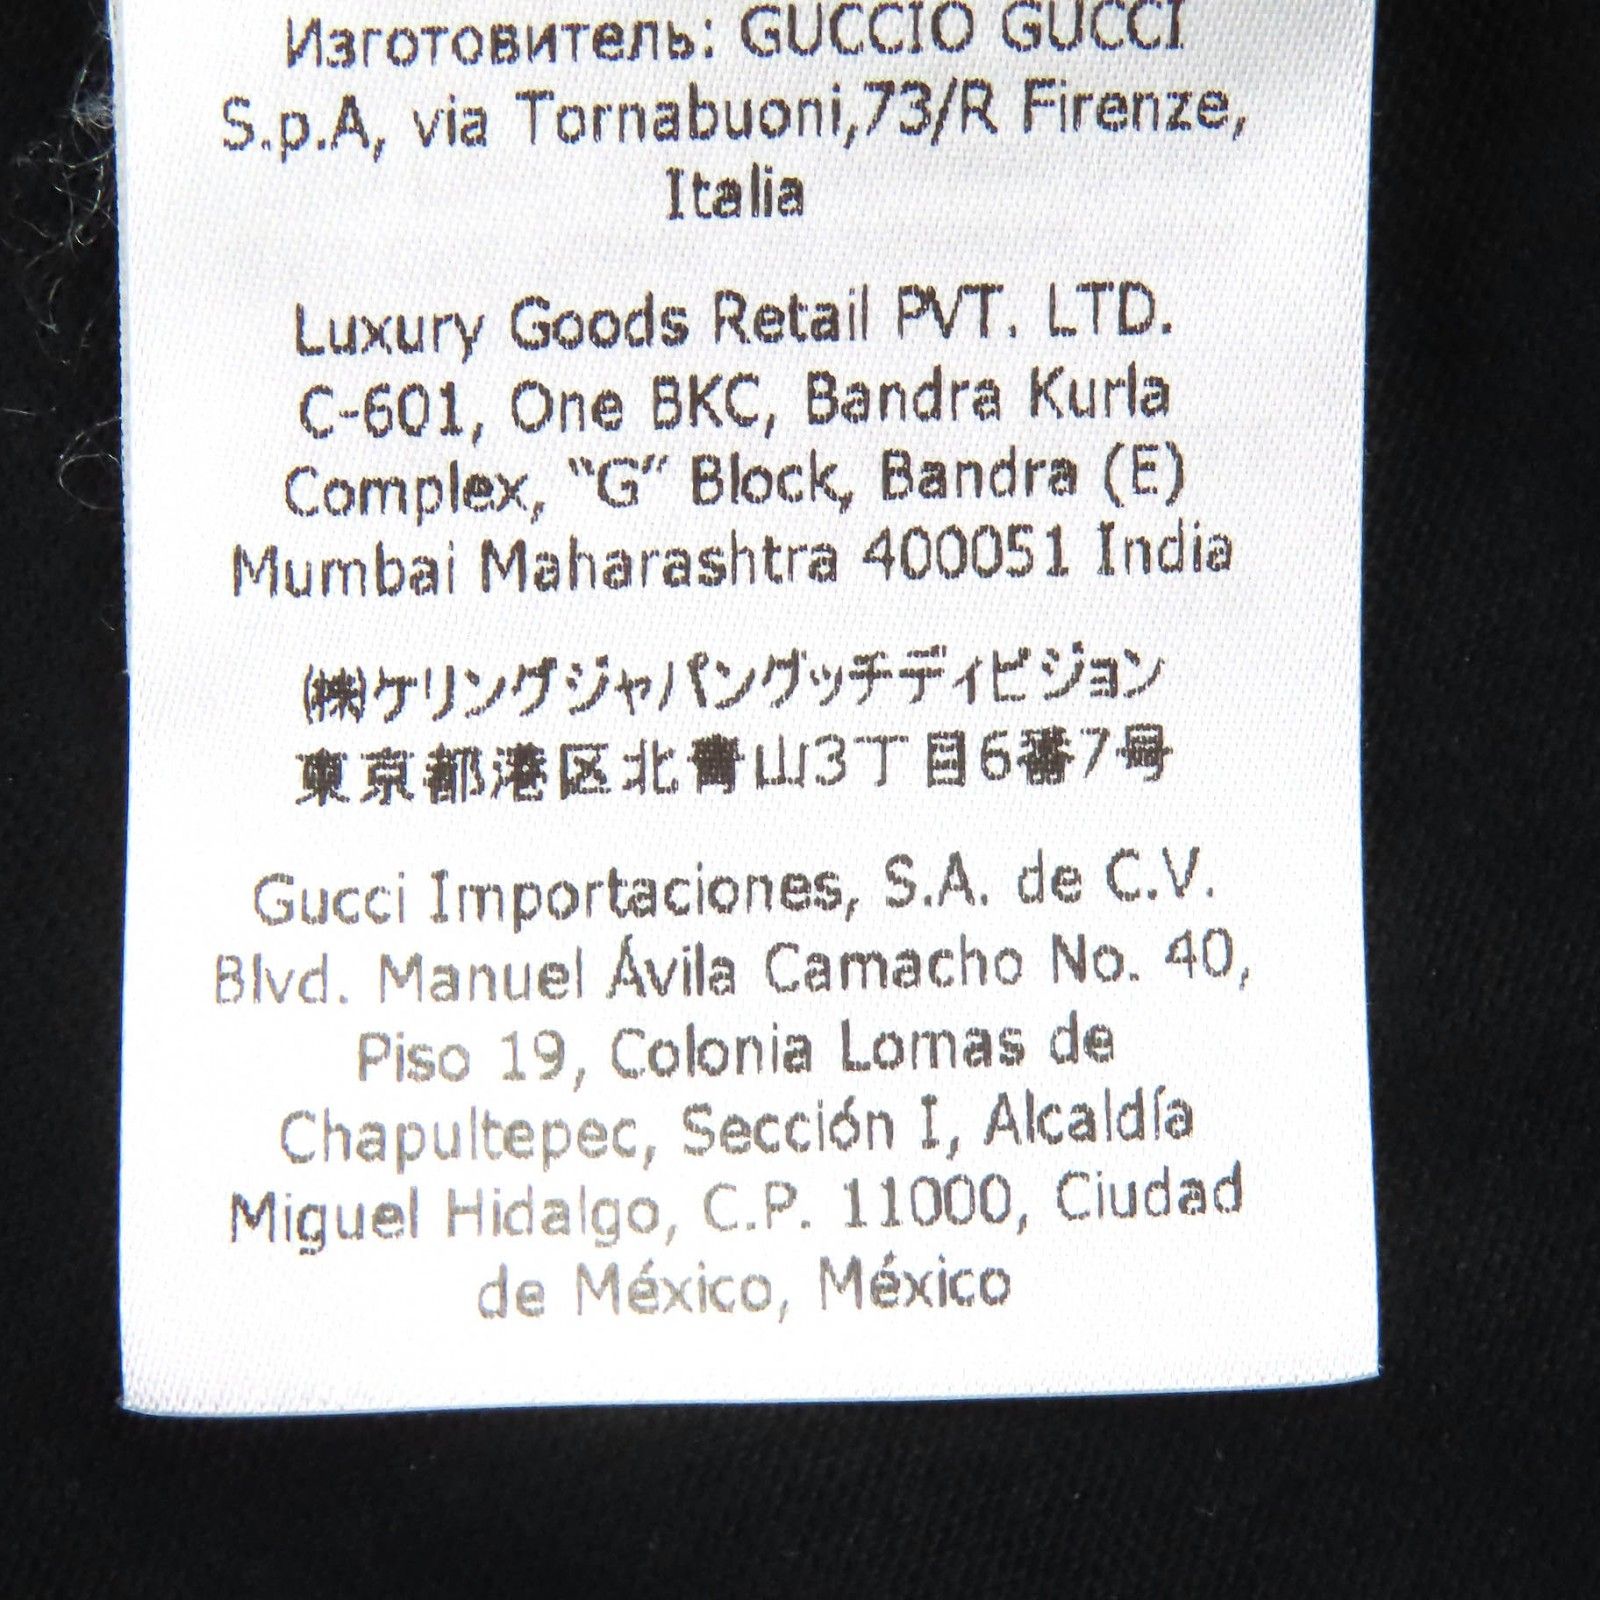 Изготовитель: GUCCIO GUCCI
S.p.A, via Tornabuoni,73/R Firenze,
Italia
Luxury Goods Retail PVT. LTD.
C-601, One BKC, Bandra Kurla
Complex, “G” Block, Bandra (E)
Mumbai Maharashtra 400051 India
(株)ケリングジャパングッチディビジョン
東京都港区北青山3丁目6番7号
Gucci Importaciones, S.A. de C.V.
Blvd. Manuel Ávila Camacho No. 40,
Piso 19, Colonia Lomas de
Chapultepec, Sección I, Alcaldía
Miguel Hidalgo, C.P. 11000, Ciudad
de México, México